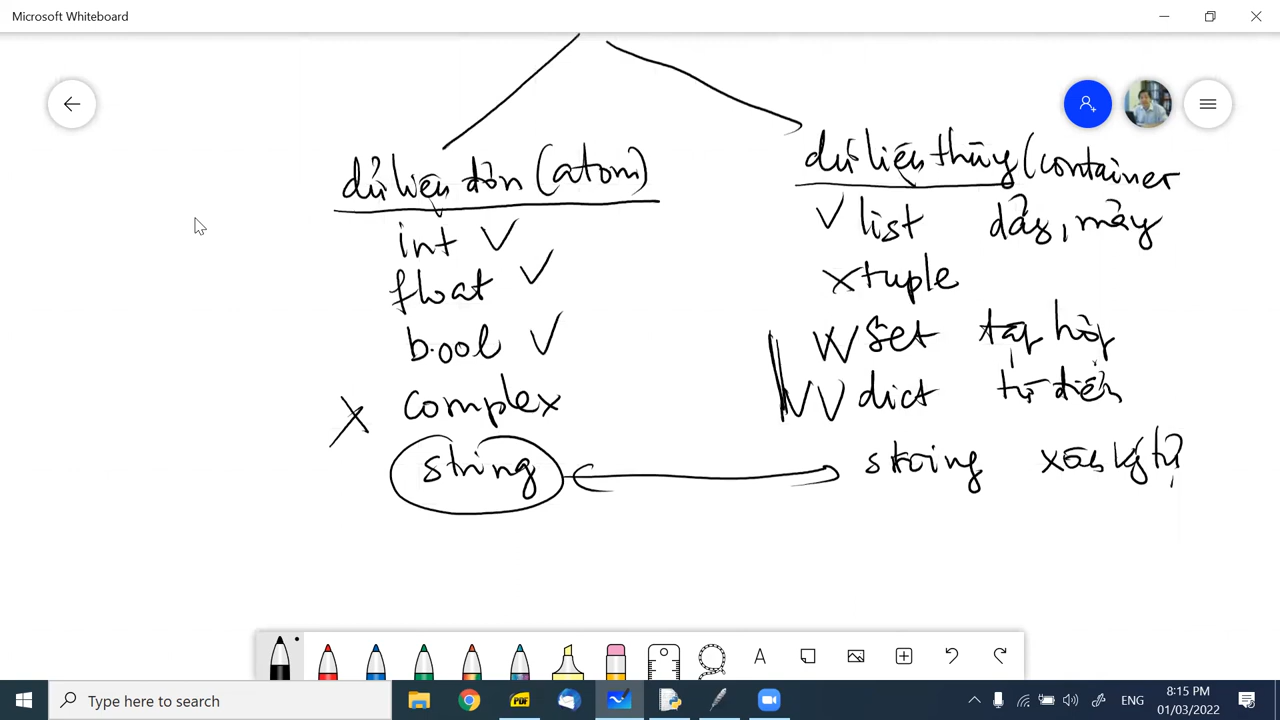 Microsoft Whiteboard
dữ liệu đơn (atom)
int
float
bool
complex
string
dữ liệu thùng (container
list dãy, mảy
tuple
set tập hợp
dict từ điển
string xâu ký tự
Type here to search
PDF
ENG
8:15 PM
01/03/2022